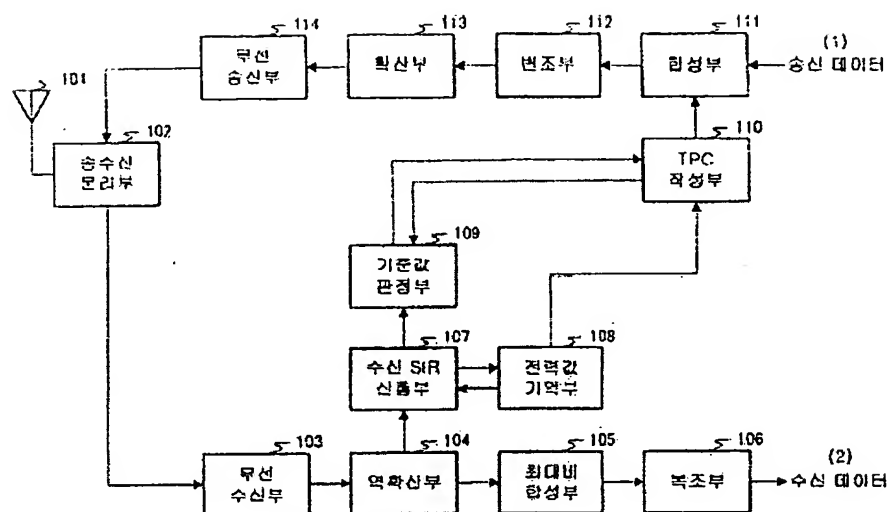 114
113
112
111
(1)
무선
송신부
확산부
변조부
합성부
송신 데이터
101
102
송수신
분리부
110
TPC
작성부
109
기준값
판정부
107
수신 SIR
산출부
108
전력값
기억부
103
무선
수신부
104
역확산부
105
최대비
합성부
106
복조부
(2)
수신 데이터